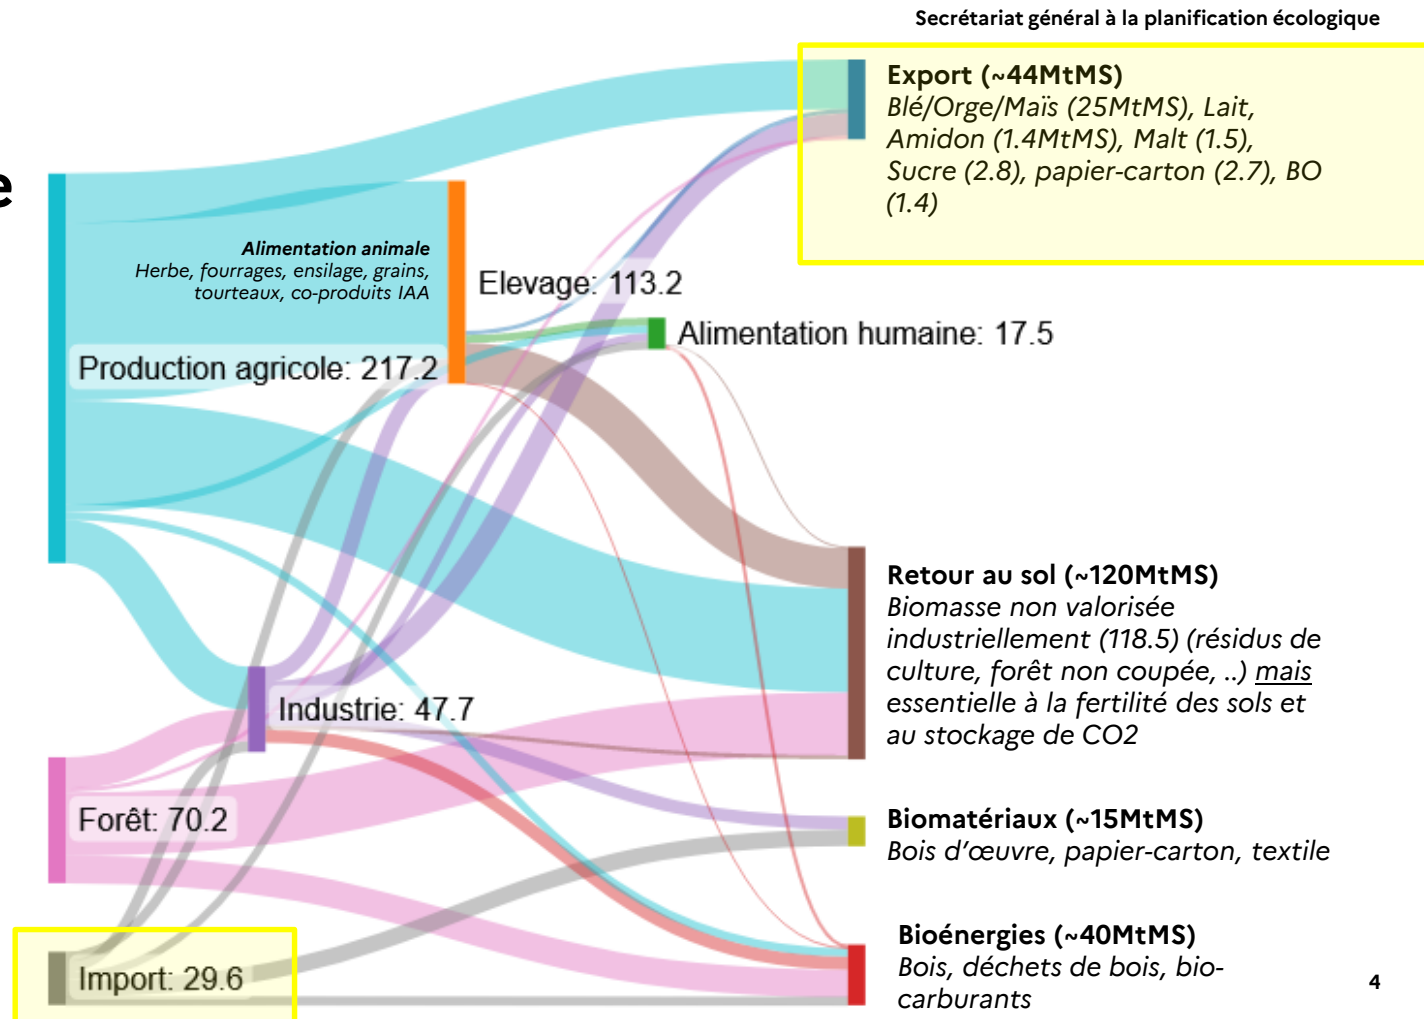 Secrétariat général à la planification écologique
e
Export (~44MtMS)
Blé/Orge/Maïs (25MtMS), Lait,
Amidon (1.4MtMS), Malt (1.5),
Sucre (2.8), papier-carton (2.7), BO
(1.4)
Alimentation animale
Herbe, fourrages, ensilage, grains,
tourteaux, co-produits IAA
Elevage: 113.2
Alimentation humaine: 17.5
Production agricole: 217.2
Retour au sol (~120MtMS)
Biomasse non valorisée
industriellement (118.5) (résidus de
culture, forêt non coupée, ..) mais
essentielle à la fertilité des sols et
au stockage de CO2
Industrie: 47.7
Forêt: 70.2
Biomatériaux (~15MtMS)
Bois d'œuvre, papier-carton, textile
Import: 29.6
Bioénergies (~40MtMS)
Bois, déchets de bois, bio-
carburants
4